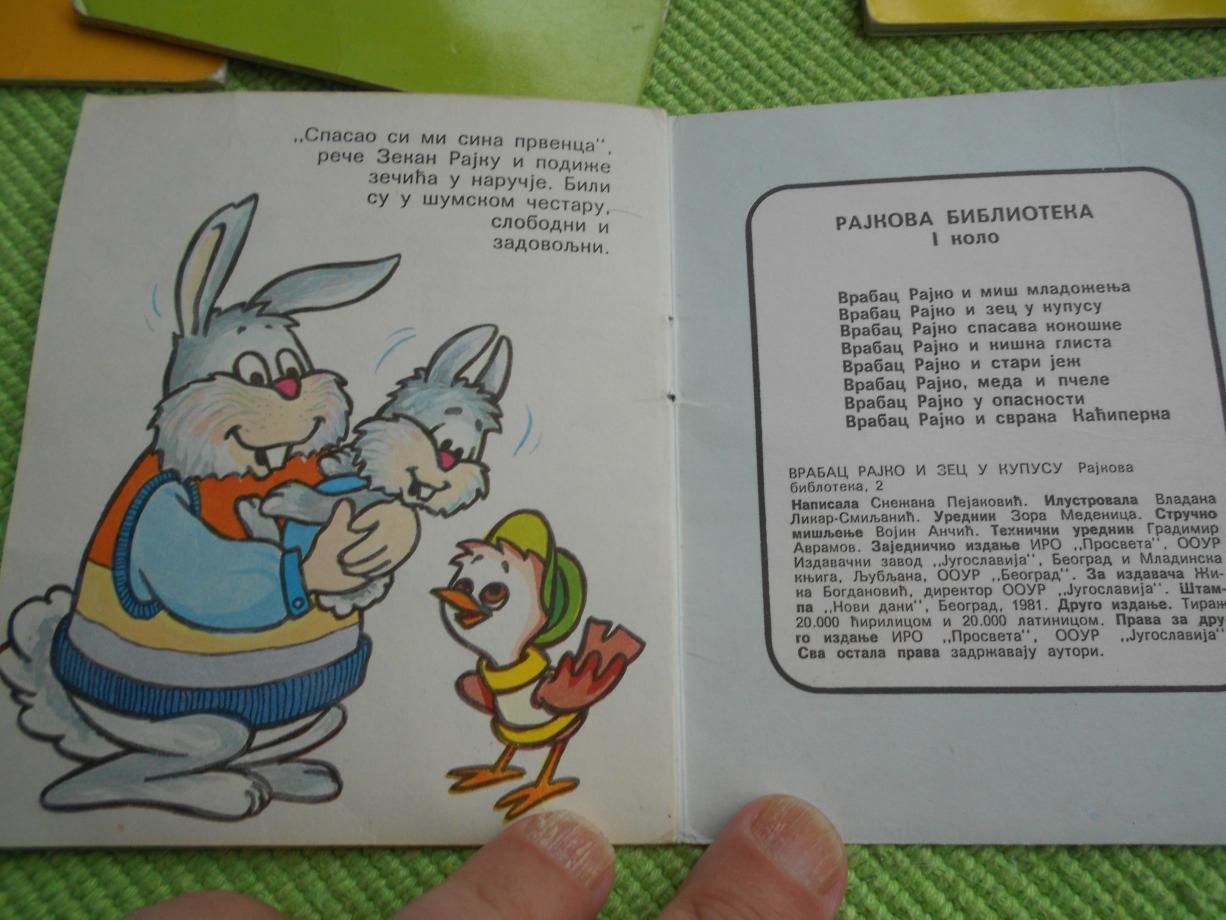 „Спасао си ми сина првенца",
рече Зекан Рајку и подиже
зечића у наручје. Били
су у шумском честару,
слободни и
задовољни.
РАЈКОВА БИБЛИОТЕКА
I коло
Врабац Рајко и миш младожења
Врабац Рајко и зец у купусу
Врабац Рајко спасава кокошке
Врабац Рајко и кишна глиста
Врабац Рајко и стари јеж
Врабац Рајко, меда и пчеле
Врабац Рајко у опасности
Врабац Рајко и сврака Каћиперка
ВРАБАЦ РАЈКО И ЗЕЦ У КУПУСУ Рајкова
библотека, 2
Написала Снежана Пејаковић. Илустровала Владана
Ликар-Смиљанић. Уредник Зора Меденица. Стручно
мишљење Војин Анчић. Технички уредник Градимир
Аврамов. Заједничко издање ИРО „Просвета", ООУР
Издавачки завод „Југославија", Београд и Младинска
књига, Љубљана, ООУР „Београд". За издавача Жи-
ка Богдановић, директор ООУР „Југославија". Штам-
па „Нови дани", Београд, 1981. Друго издање. Тираж
20.000 ћирилицом и 20.000 латиницом. Права за дру-
го издање ИРО „Просвета", ООУР „Југославија"
Сва остала права задржавају аутори.